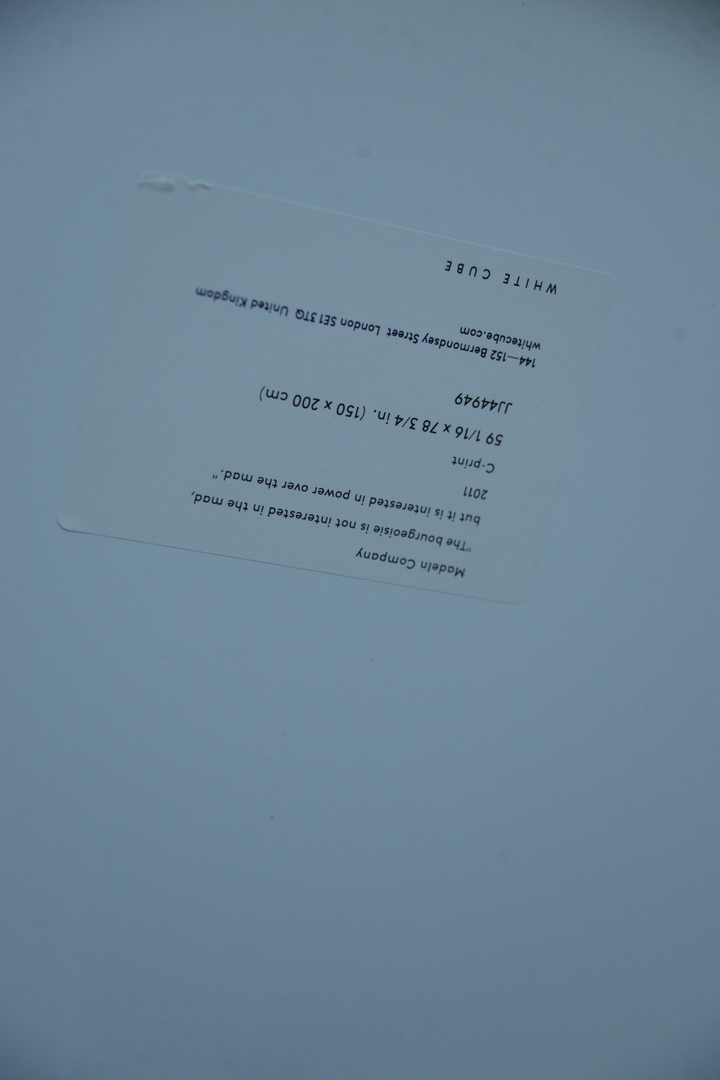 MadeIn Company
"The bourgeoisie is not interested in the mad,
but it is interested in power over the mad."
2011
C-print
59 1/16 x 78 3/4 in. (150 x 200 cm)
JJ44949
144—152 Bermondsey Street London SE1 3TQ United Kingdom
whitecube.com
WHITE CUBE